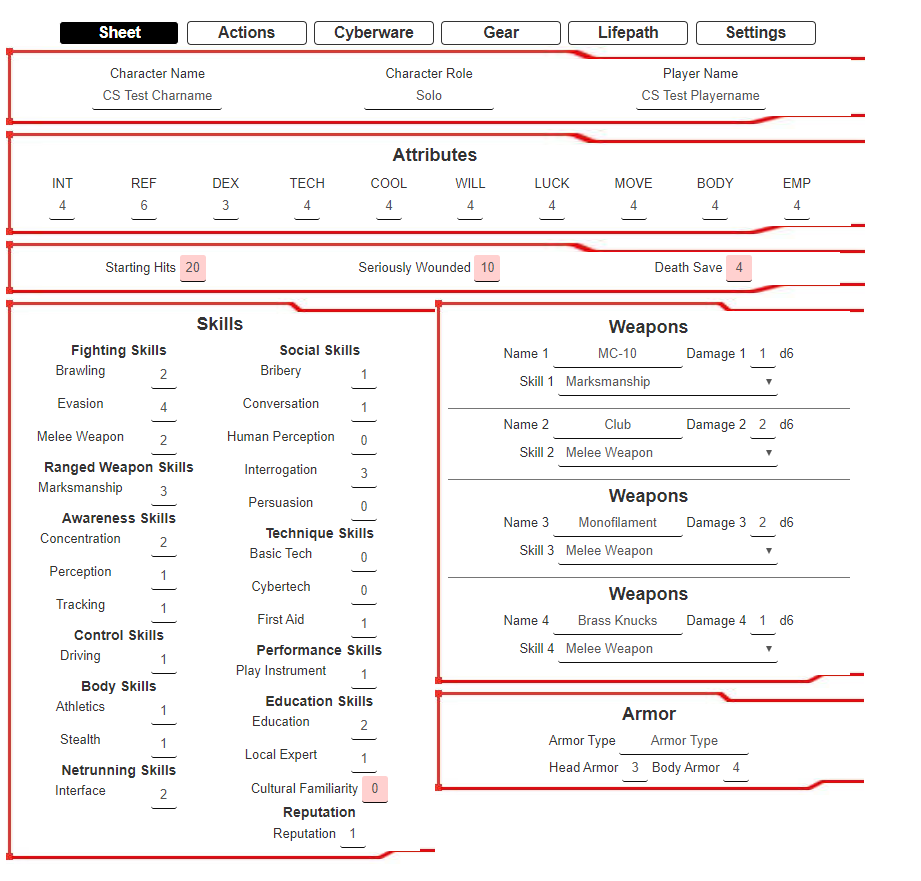 Sheet Actions Cyberware Gear Lifepath Settings
Character Name Character Role Player Name
CS Test Charname Solo CS Test Playername
Attributes
INT REF DEX TECH COOL WILL LUCK MOVE BODY EMP
4 6 3 4 4 4 4 4 4 4
Starting Hits 20 Seriously Wounded 10 Death Save 4
Skills
Fighting Skills
Brawling 2
Evasion 4
Melee Weapon 2
Ranged Weapon Skills
Marksmanship 3
Awareness Skills
Concentration 2
Perception 1
Tracking 1
Control Skills
Driving 1
Body Skills
Athletics 1
Stealth 1
Netrunning Skills
Interface 2
Social Skills
Bribery 1
Conversation 1
Human Perception 0
Interrogation 3
Persuasion 0
Technique Skills
Basic Tech 0
Cybertech 0
First Aid 1
Performance Skills
Play Instrument 1
Education Skills
Education 2
Local Expert 1
Cultural Familiarity 0
Reputation
Reputation 1
Weapons
Name 1 MC-10 Damage 1 1 d6
Skill 1 Marksmanship
Name 2 Club Damage 2 2 d6
Skill 2 Melee Weapon
Weapons
Name 3 Monofilament Damage 3 2 d6
Skill 3 Melee Weapon
Weapons
Name 4 Brass Knucks Damage 4 1 d6
Skill 4 Melee Weapon
Armor
Armor Type Armor Type
Head Armor 3 Body Armor 4